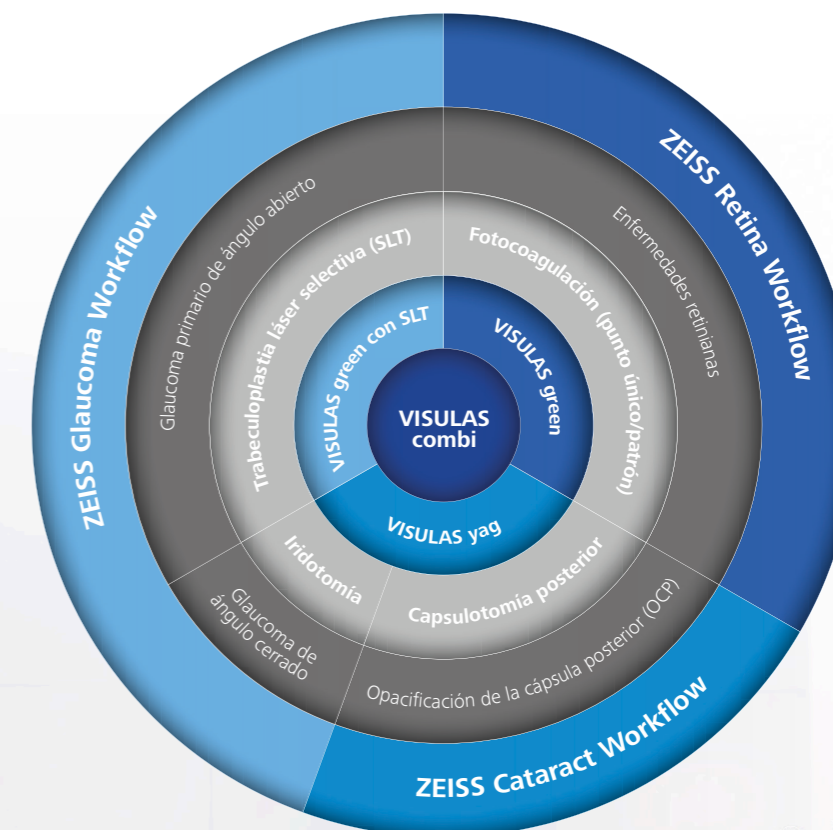 ZEISS Glaucoma Workflow
ZEISS Retina Workflow
ZEISS Cataract Workflow
Glaucoma primario de ángulo abierto
Enfermedades retinianas
Glaucoma de
ángulo cerrado
Opacificación de la cápsula posterior (OCP)
Trabeculoplastia láser selectiva (SLT)
Fotocoagulación (punto único/patrón)
Iridotomía
Capsulotomía posterior
VISULAS green con SLT
VISULAS green
VISULAS yag
VISULAS
combi